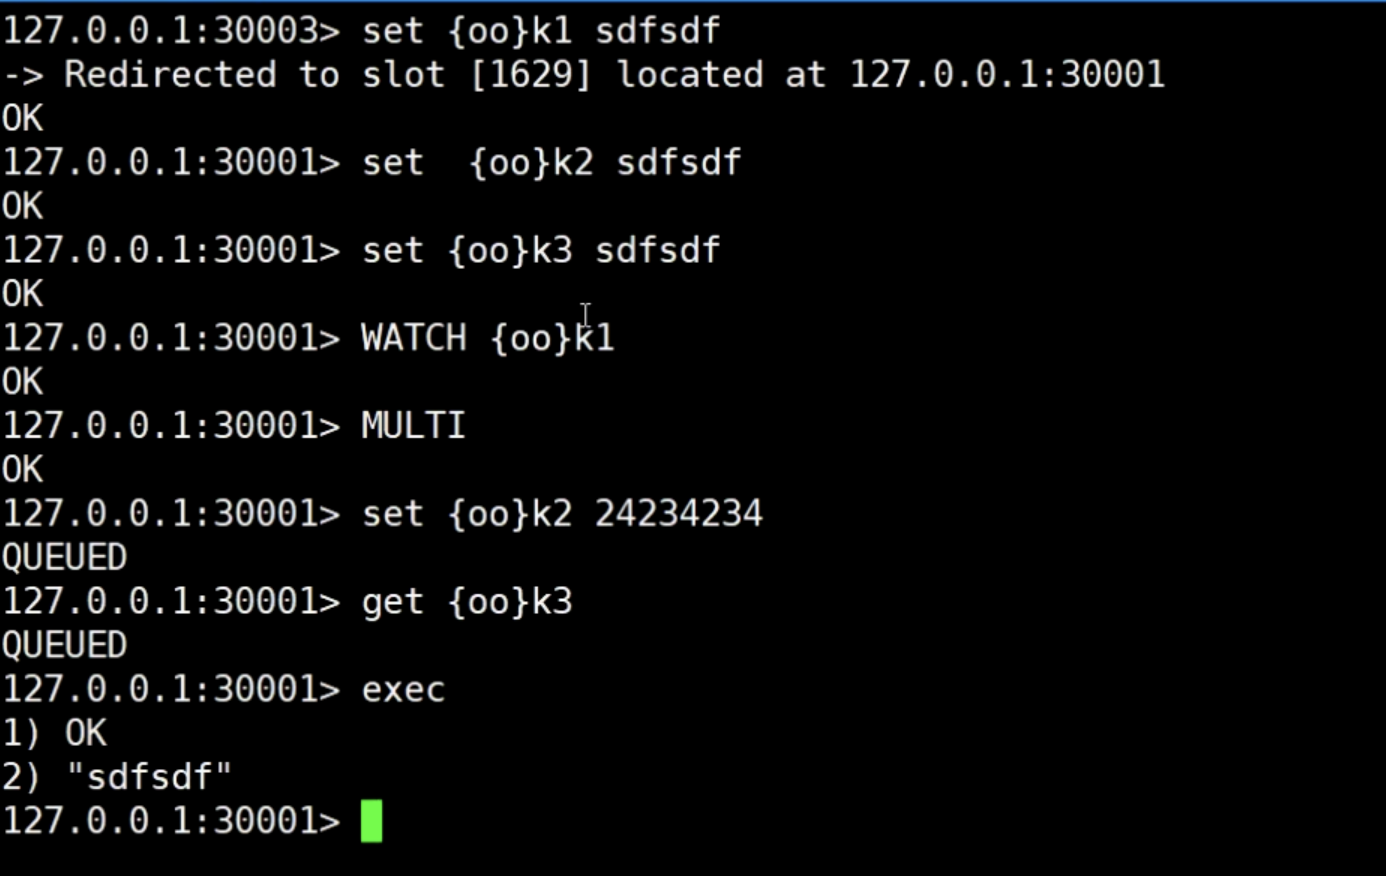 127.0.0.1:30003> set {oo}k1 sdfsdf
-> Redirected to slot [1629] located at 127.0.0.1:30001
OK
127.0.0.1:30001> set  {oo}k2 sdfsdf
OK
127.0.0.1:30001> set {oo}k3 sdfsdf
OK
127.0.0.1:30001> WATCH {oo}k1
OK
127.0.0.1:30001> MULTI
OK
127.0.0.1:30001> set {oo}k2 24234234
QUEUED
127.0.0.1:30001> get {oo}k3
QUEUED
127.0.0.1:30001> exec
1) OK
2) "sdfsdf"
127.0.0.1:30001>